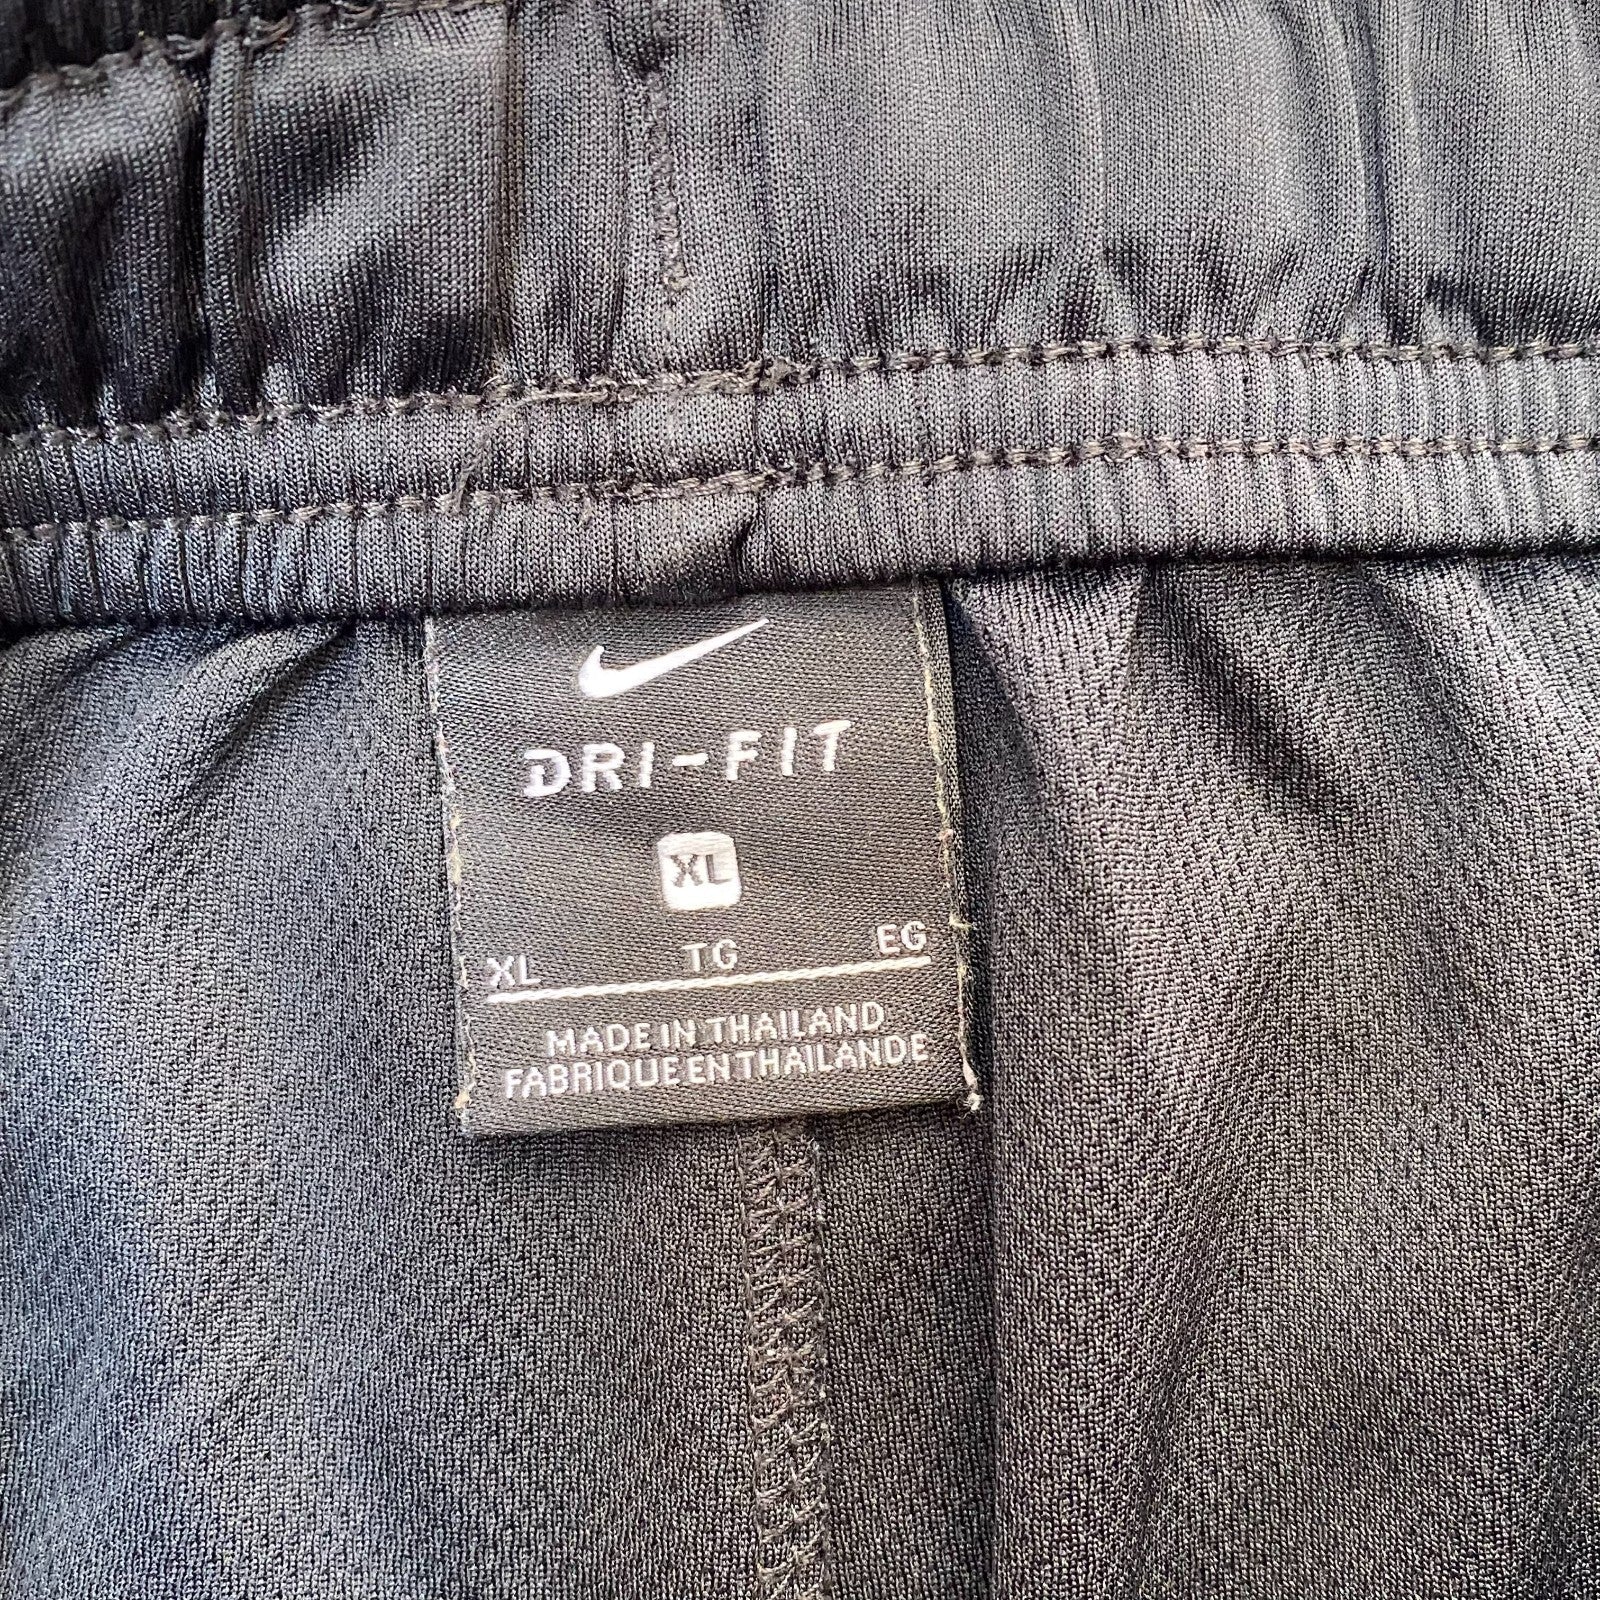 DRI-FIT
XL
XL TG EG
MADE IN THAILAND
FABRIQUE EN THAILANDE